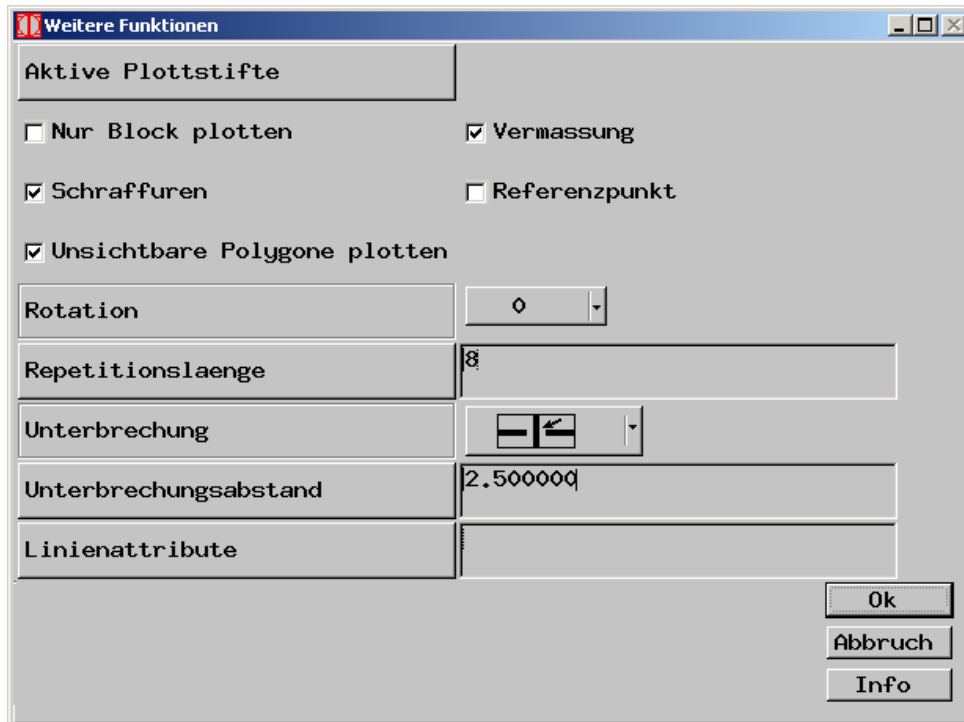 Weitere Funktionen
Aktive Plottstifte
Nur Block plotten
Vermassung
Schraffuren
Referenzpunkt
Unsichtbare Polygone plotten
Rotation
0
Repetitionslaenge
8
Unterbrechung
Unterbrechungsabstand
2.500000
Linienattribute
Ok
Abbruch
Info